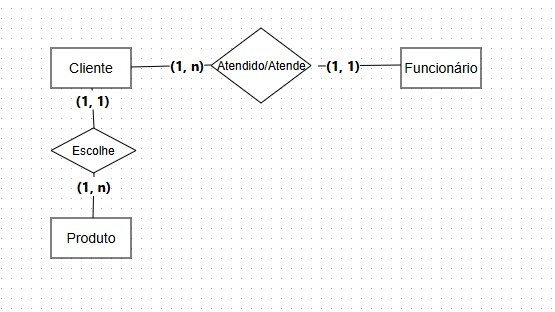 Cliente
(1, n)
Atendido/Atende
(1, 1)
Funcionário
(1, 1)
Escolhe
(1, n)
Produto